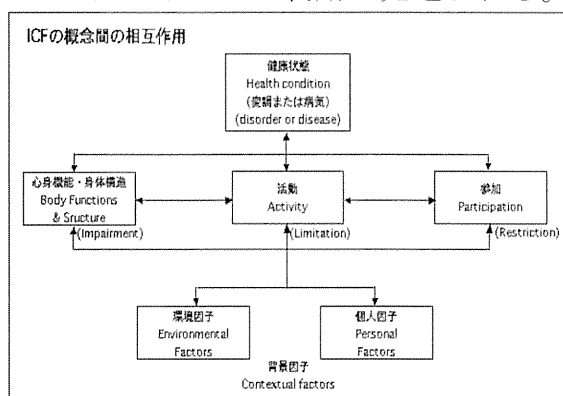 ICFの概念間の相互作用
健康状態
Health condition
(変調または病気)
(disorder or disease)
心身機能・身体構造
Body Functions
& Sructure
(Impairment)
活動
Activity
(Limitation)
参加
Participation
(Restriction)
環境因子
Environmental
Factors
個人因子
Personal
Factors
背景因子
Contextual factors